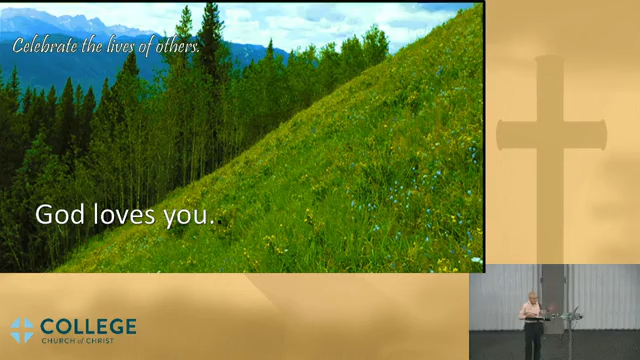 Celebrate the lives of others.
God loves you.
COLLEGE
CHURCH of CHRIST